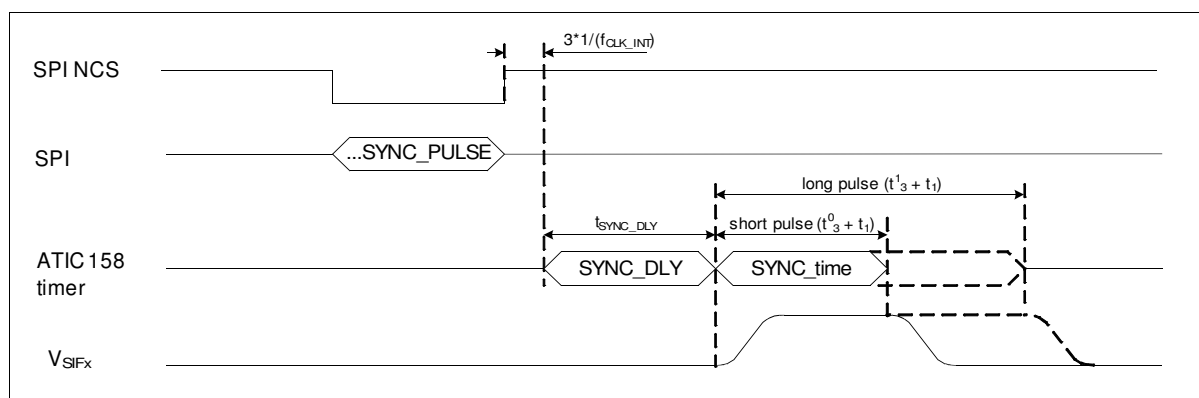 3*1/(fCLK_INT)
SPI NCS
SPI
...SYNC_PULSE
long pulse (t¹₃ + t₁)
tSYNC_DLY
short pulse (t⁰₃ + t₁)
ATIC 158
timer
SYNC_DLY
SYNC_time
VSIFx